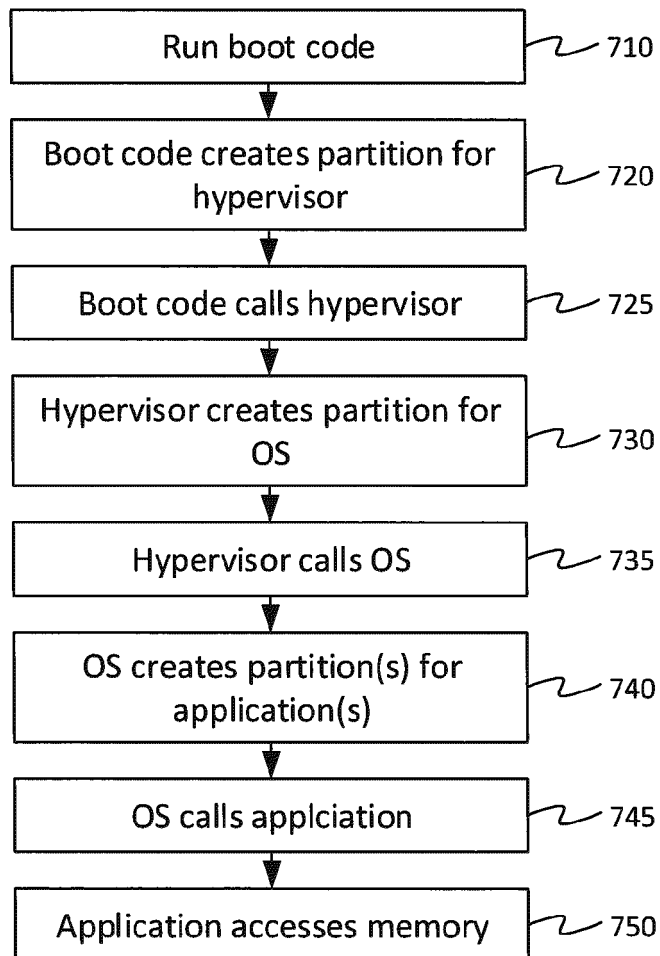 Run boot code
710
Boot code creates partition for
hypervisor
720
Boot code calls hypervisor
725
Hypervisor creates partition for
OS
730
Hypervisor calls OS
735
OS creates partition(s) for
application(s)
740
OS calls applciation
745
Application accesses memory
750